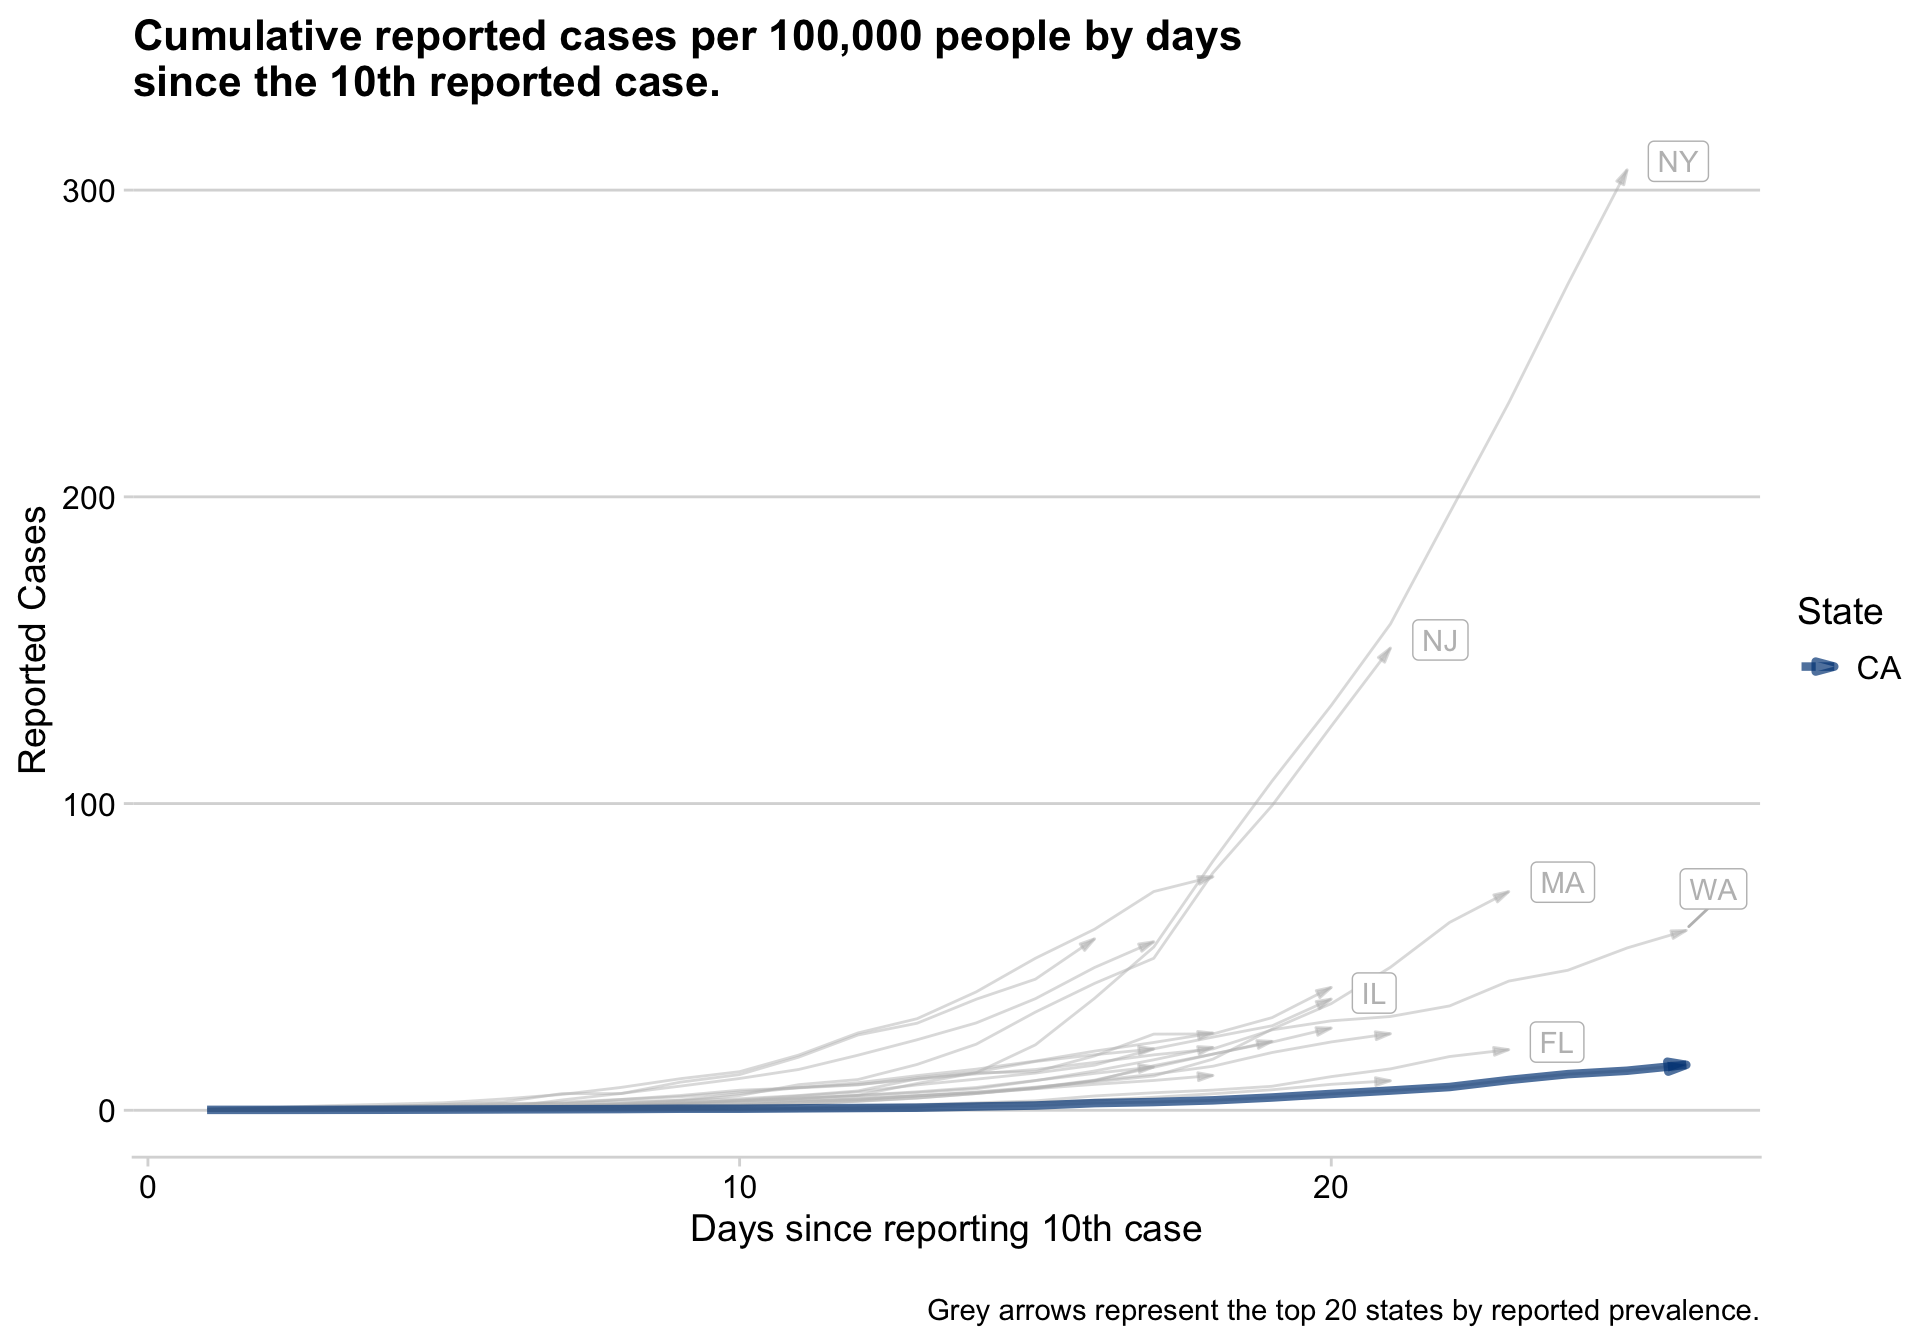 Cumulative reported cases per 100,000 people by days
since the 10th reported case.
Reported Cases
300
200
100
0
NY
NJ
MA
WA
IL
FL
State
CA
0
10
20
Days since reporting 10th case
Grey arrows represent the top 20 states by reported prevalence.